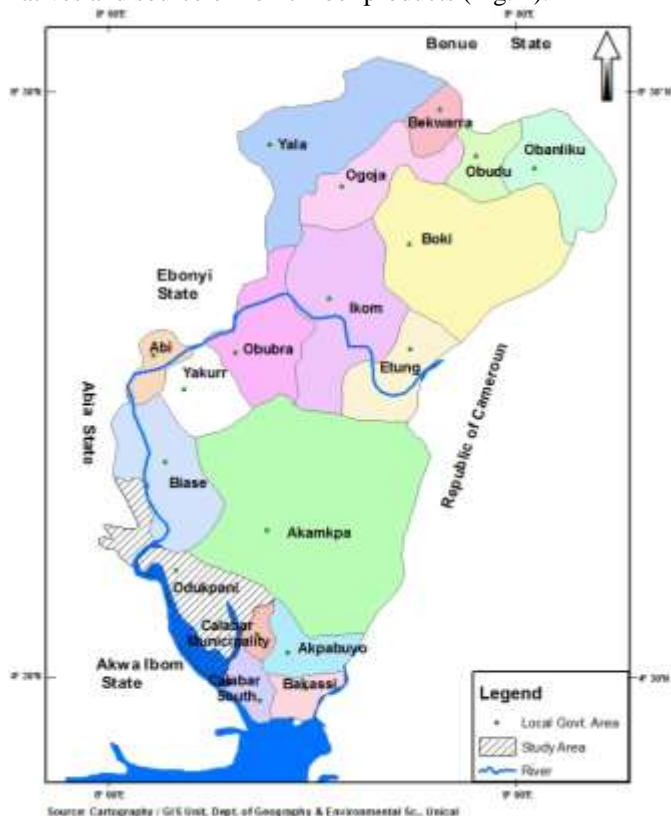 Benue State
Bekwarra
Yala
Obanliku
Obudu
Ogoja
Boki
Ebonyi
State
Ikom
Abi
Obubra
Etung
Yakurr
Abia State
Republic of Cameroun
Biase
Akamkpa
Odukpani
Calabar
Municipality
Akpabuyo
Akwa Ibom
State
Calabar
South
Bakassi
Legend
Local Govt. Area
Study Area
River
Source: Cartography / GIS Unit, Dept. of Geography & Environmental Sc., Unical